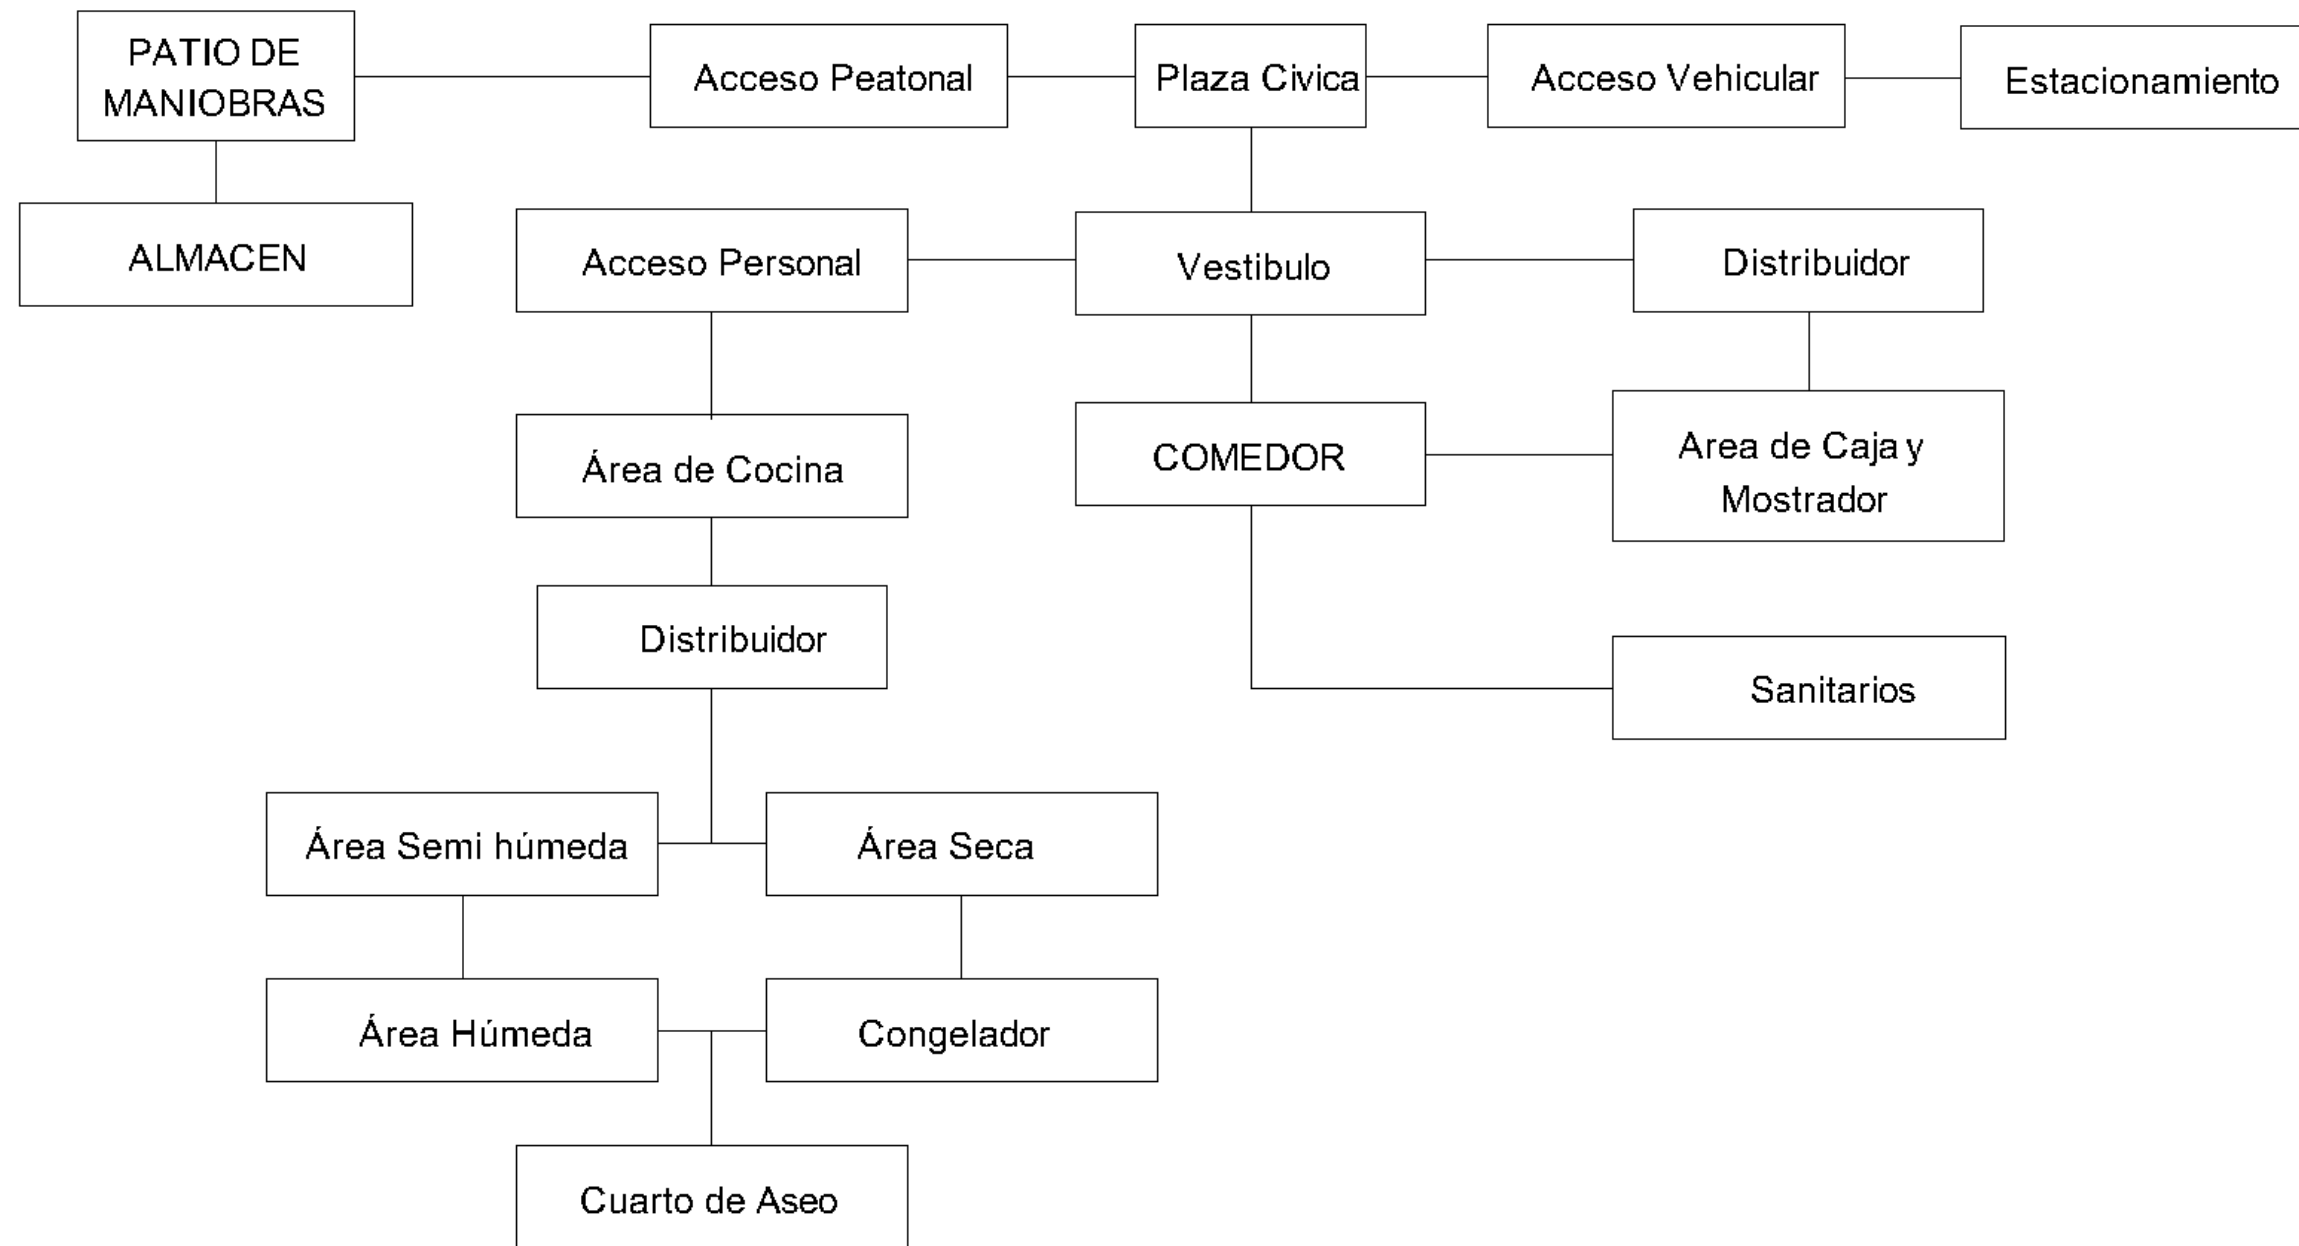 PATIO DE
MANIOBRAS
Acceso Peatonal
Plaza Civica
Acceso Vehicular
Estacionamiento
ALMACEN
Acceso Personal
Vestibulo
Distribuidor
Área de Cocina
COMEDOR
Area de Caja y
Mostrador
Distribuidor
Sanitarios
Área Semi húmeda
Área Seca
Área Húmeda
Congelador
Cuarto de Aseo